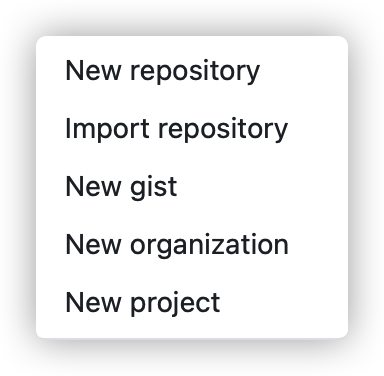 New repository
Import repository
New gist
New organization
New project